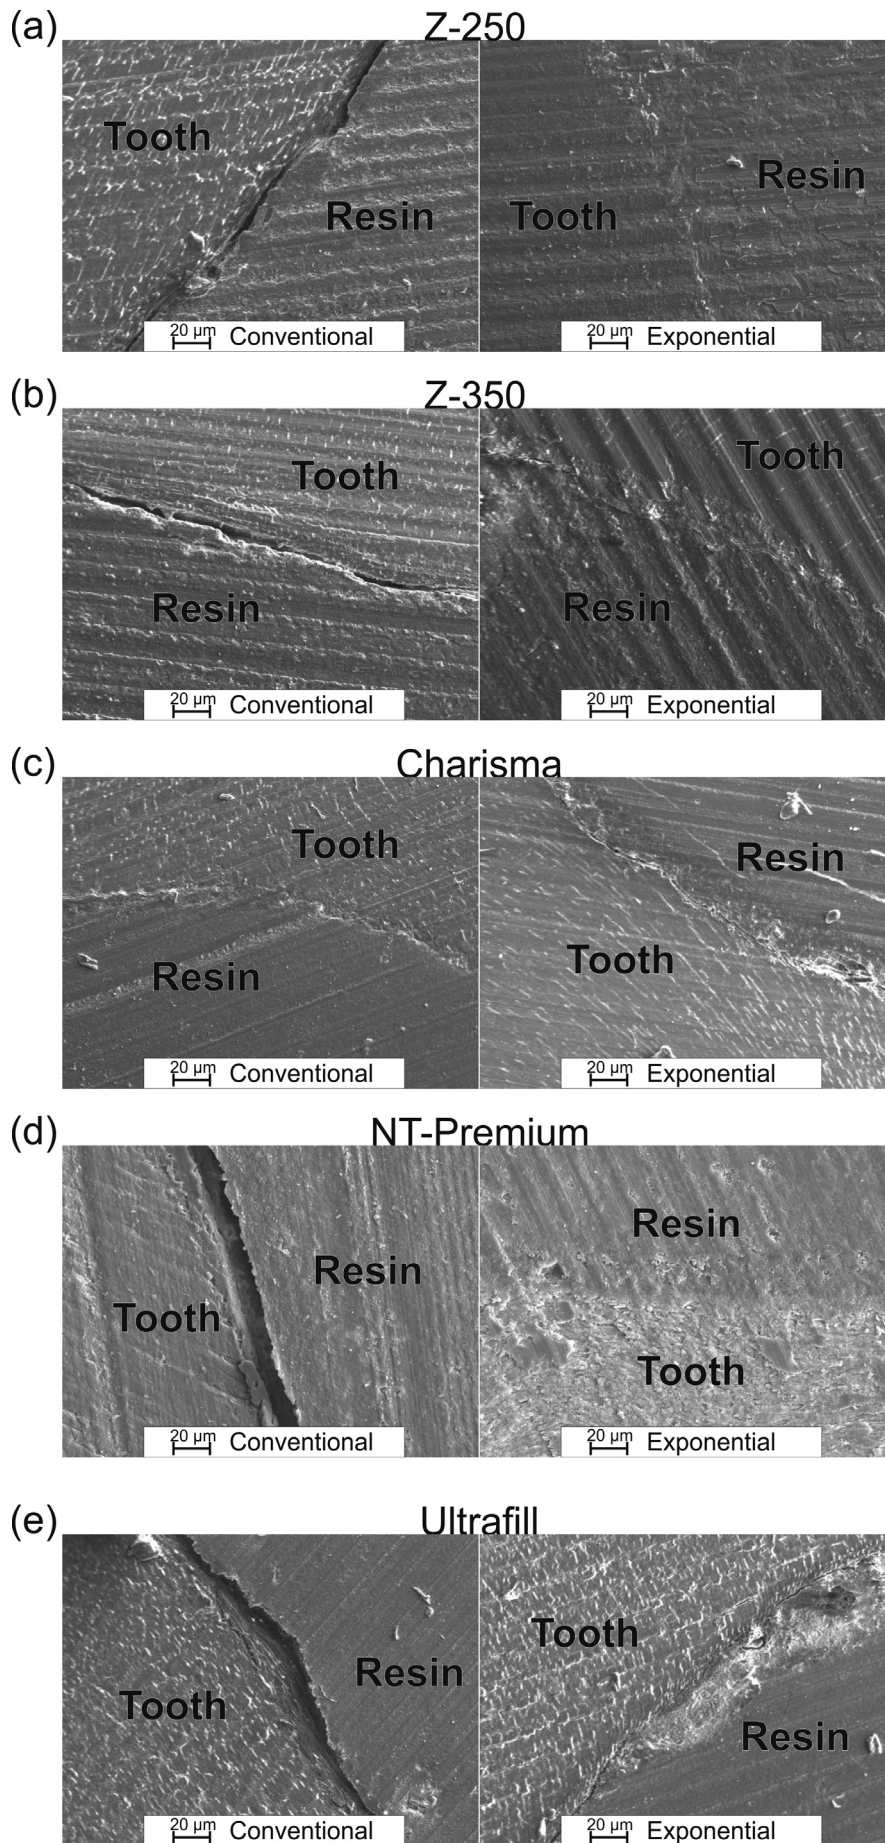 (a) Z-250
Tooth
Resin
Tooth
Resin
20 µm Conventional
20 µm Exponential
(b) Z-350
Tooth
Resin
Tooth
Resin
20 µm Conventional
20 µm Exponential
(c) Charisma
Tooth
Resin
Resin
Tooth
20 µm Conventional
20 µm Exponential
(d) NT-Premium
Tooth
Resin
Resin
Tooth
20 µm Conventional
20 µm Exponential
(e) Ultrafill
Tooth
Resin
Tooth
Resin
20 µm Conventional
20 µm Exponential